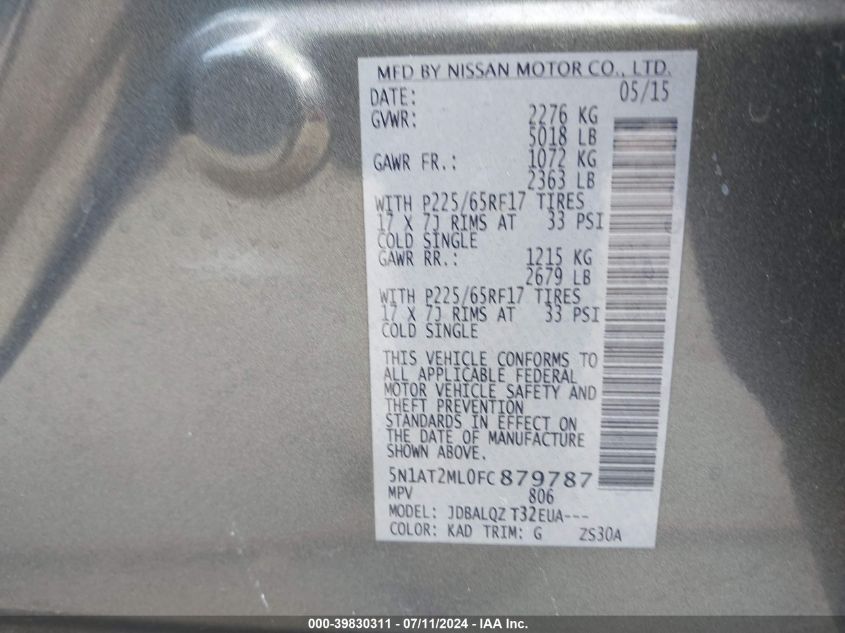 MFD BY NISSAN MOTOR CO., LTD.
DATE: 05/15
GVWR: 2276 KG
5018 LB
GAWR FR.: 1072 KG
2363 LB
WITH P225/65RF17 TIRES
17 X 7J RIMS AT 33 PSI
COLD SINGLE
GAWR RR.: 1215 KG
2679 LB
WITH P225/65RF17 TIRES
17 X 7J RIMS AT 33 PSI
COLD SINGLE
THIS VEHICLE CONFORMS TO
ALL APPLICABLE FEDERAL
MOTOR VEHICLE SAFETY AND
THEFT PREVENTION
STANDARDS IN EFFECT ON
THE DATE OF MANUFACTURE
SHOWN ABOVE.
5N1AT2ML0FC879787
MPV 806
MODEL: JDBALQZ T32EUA---
COLOR: KAD TRIM: G ZS30A
000-39830311 - 07/11/2024 - IAA Inc.